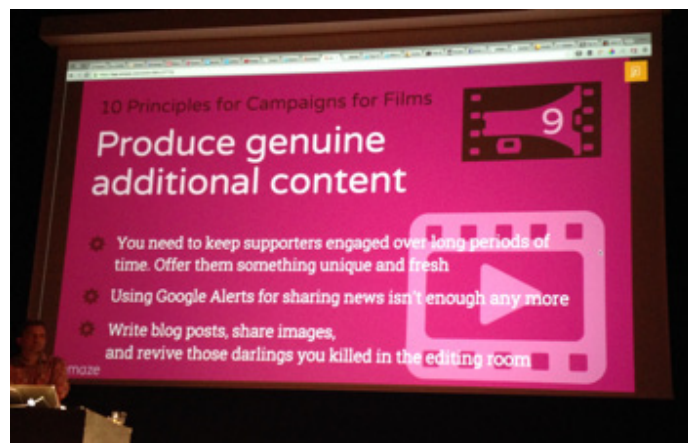 10 Principles for Campaigns for Films
9
Produce genuine
additional content
You need to keep supporters engaged over long periods of
time. Offer them something unique and fresh
Using Google Alerts for sharing news isn't enough any more
Write blog posts, share images,
and revive those darlings you killed in the editing room
maze